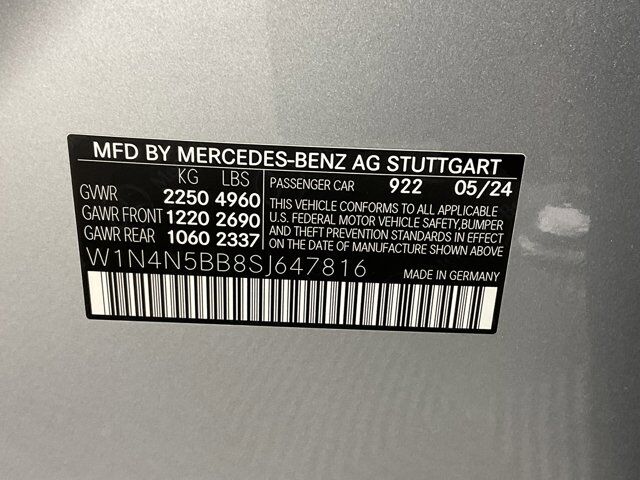 MFD BY MERCEDES-BENZ AG STUTTGART
KG LBS PASSENGER CAR 922 05/24
GVWR 2250 4960
GAWR FRONT 1220 2690
GAWR REAR 1060 2337
THIS VEHICLE CONFORMS TO ALL APPLICABLE
U.S. FEDERAL MOTOR VEHICLE SAFETY,BUMPER
AND THEFT PREVENTION STANDARDS IN EFFECT
ON THE DATE OF MANUFACTURE SHOWN ABOVE
W1N4N5BB8SJ647816
MADE IN GERMANY